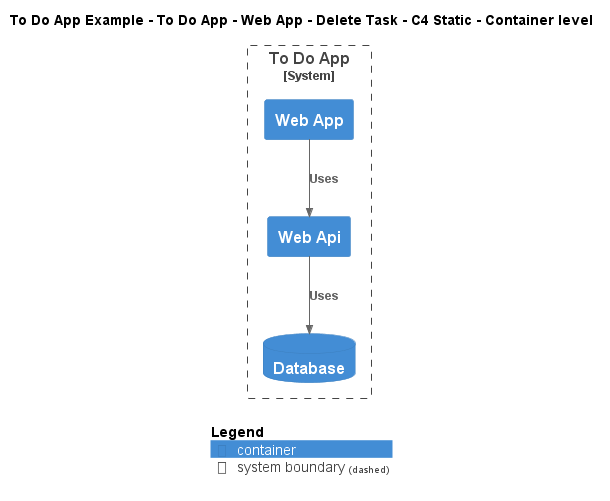 To Do App Example - To Do App - Web App - Delete Task - C4 Static - Container level
To Do App
[System]
Web App
Uses
Web Api
Uses
Database
Legend
container
system boundary (dashed)